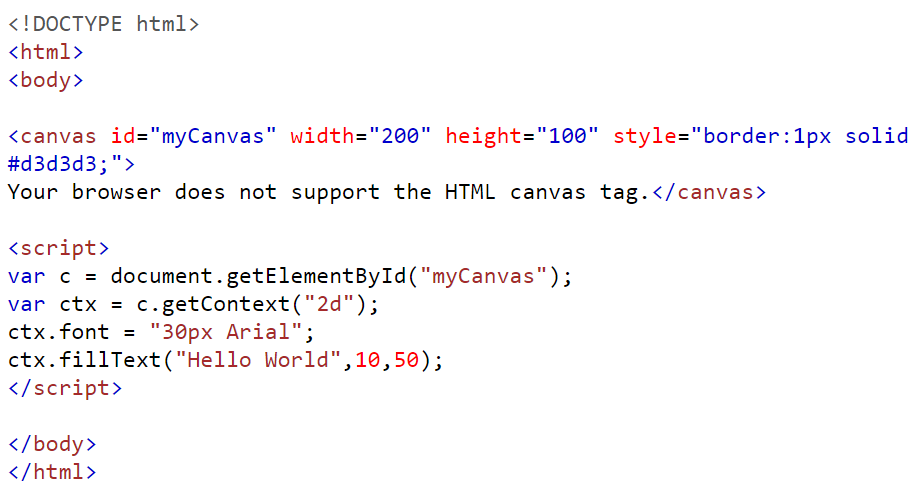 <!DOCTYPE html>
<html>
<body>
<canvas id="myCanvas" width="200" height="100" style="border:1px solid
#d3d3d3;">
Your browser does not support the HTML canvas tag.</canvas>
<script>
var c = document.getElementById("myCanvas");
var ctx = c.getContext("2d");
ctx.font = "30px Arial";
ctx.fillText("Hello World",10,50);
</script>
</body>
</html>